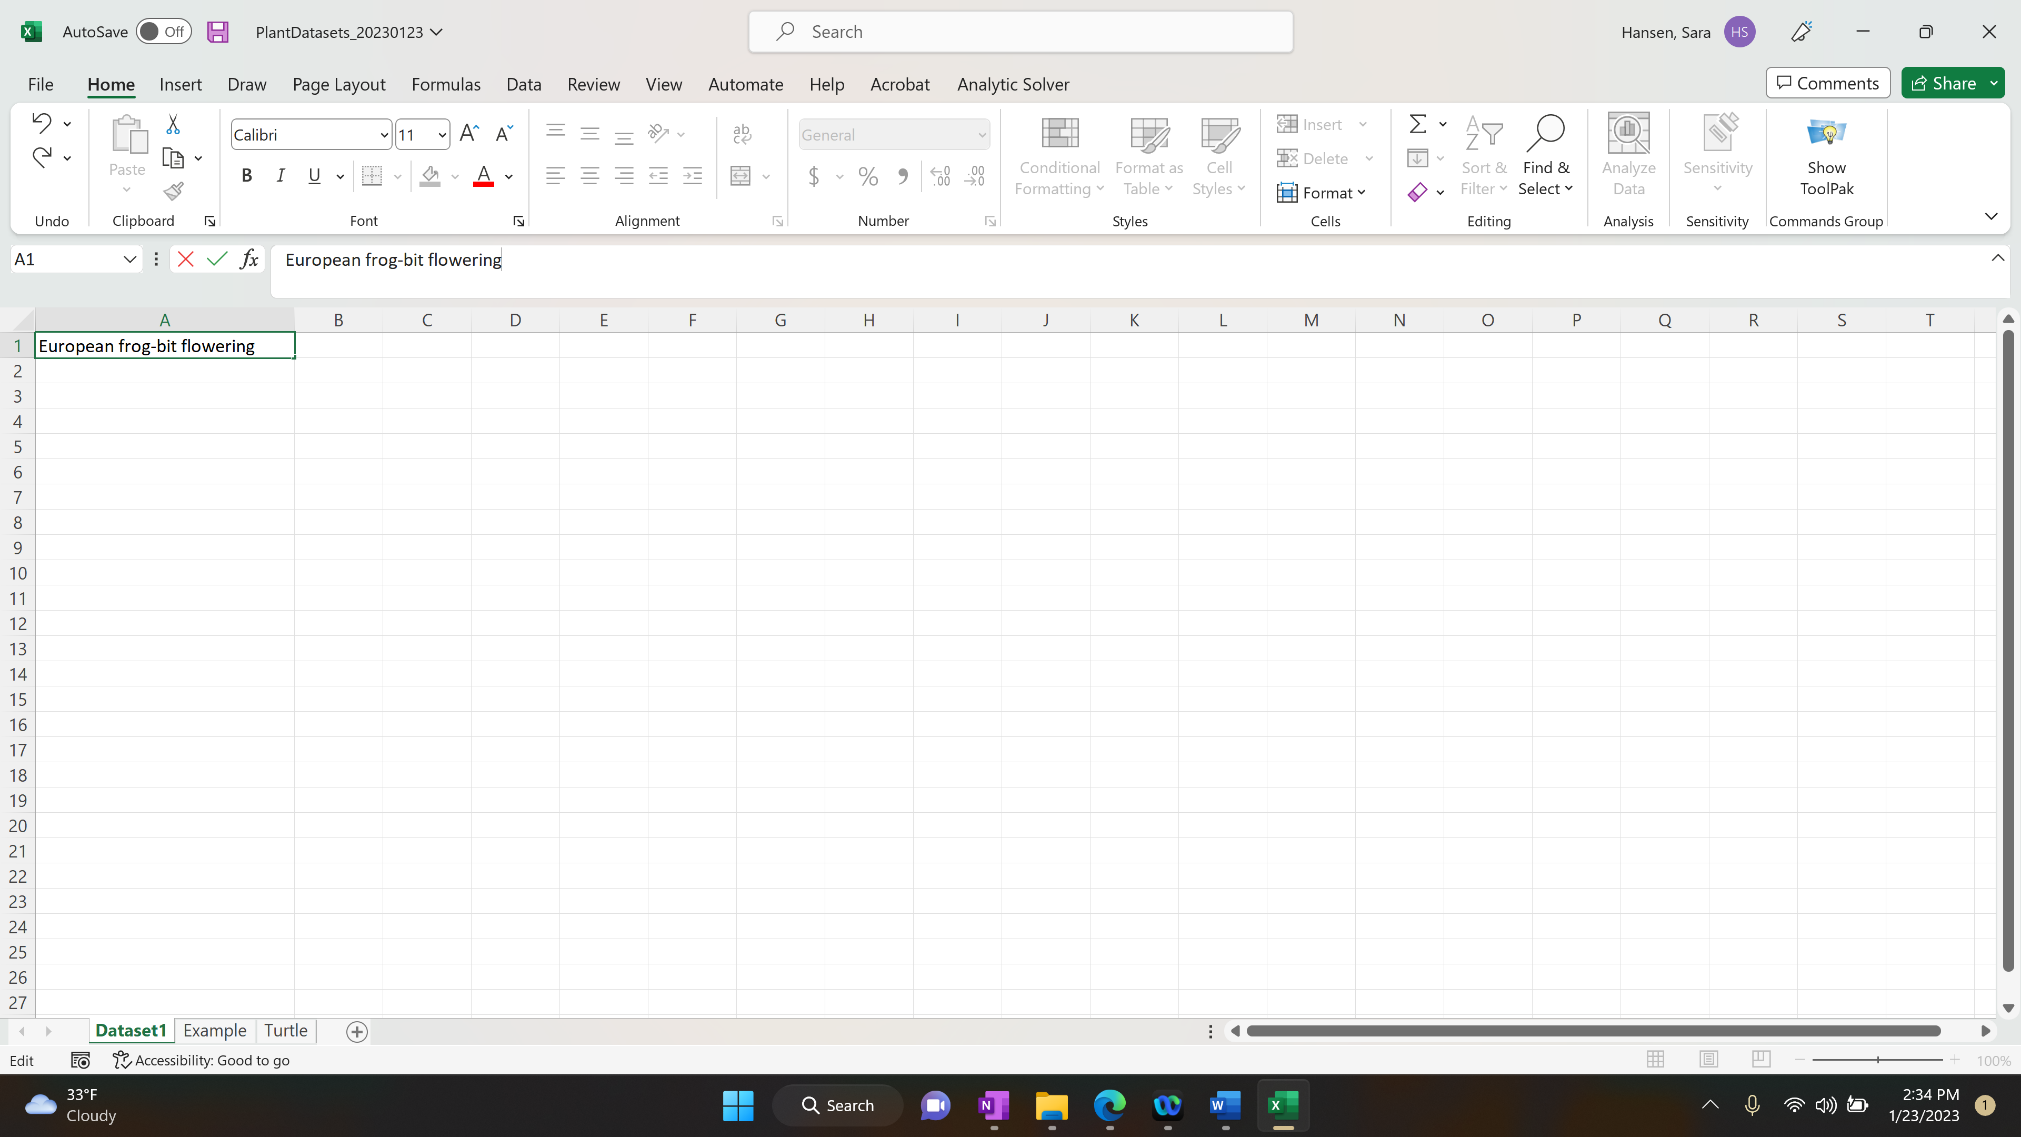 AutoSave Off PlantDatasets_20230123 Search Hansen, Sara HS
File Home Insert Draw Page Layout Formulas Data Review View Automate Help Acrobat Analytic Solver Comments Share
Calibri 11 General Insert
Paste Conditional Format as Cell Delete Sort & Find & Analyze Sensitivity Show
B I U $ % Formatting Table Styles Format Filter Select Data ToolPak
Undo Clipboard Font Alignment Number Styles Cells Editing Analysis Sensitivity Commands Group
A1 fx European frog-bit flowering
A B C D E F G H I J K L M N O P Q R S T
1 European frog-bit flowering
2
3
4
5
6
7
8
9
10
11
12
13
14
15
16
17
18
19
20
21
22
23
24
25
26
27
Dataset1 Example Turtle
Edit Accessibility: Good to go 100%
33°F 2:34 PM
Cloudy Search 1/23/2023 1